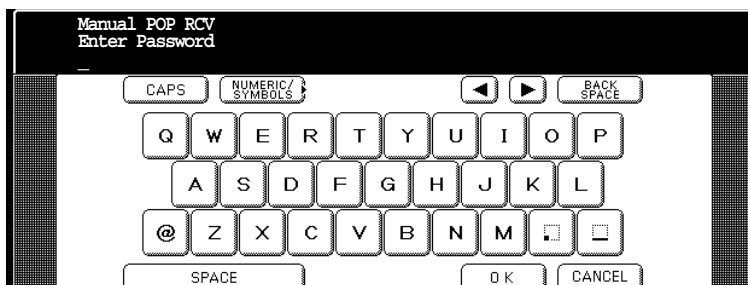 Manual POP RCV
Enter Password
_
CAPS NUMERIC/ SYMBOLS ◀ ▶ BACK SPACE
Q W E R T Y U I O P
A S D F G H J K L
@ Z X C V B N M . _
SPACE OK CANCEL